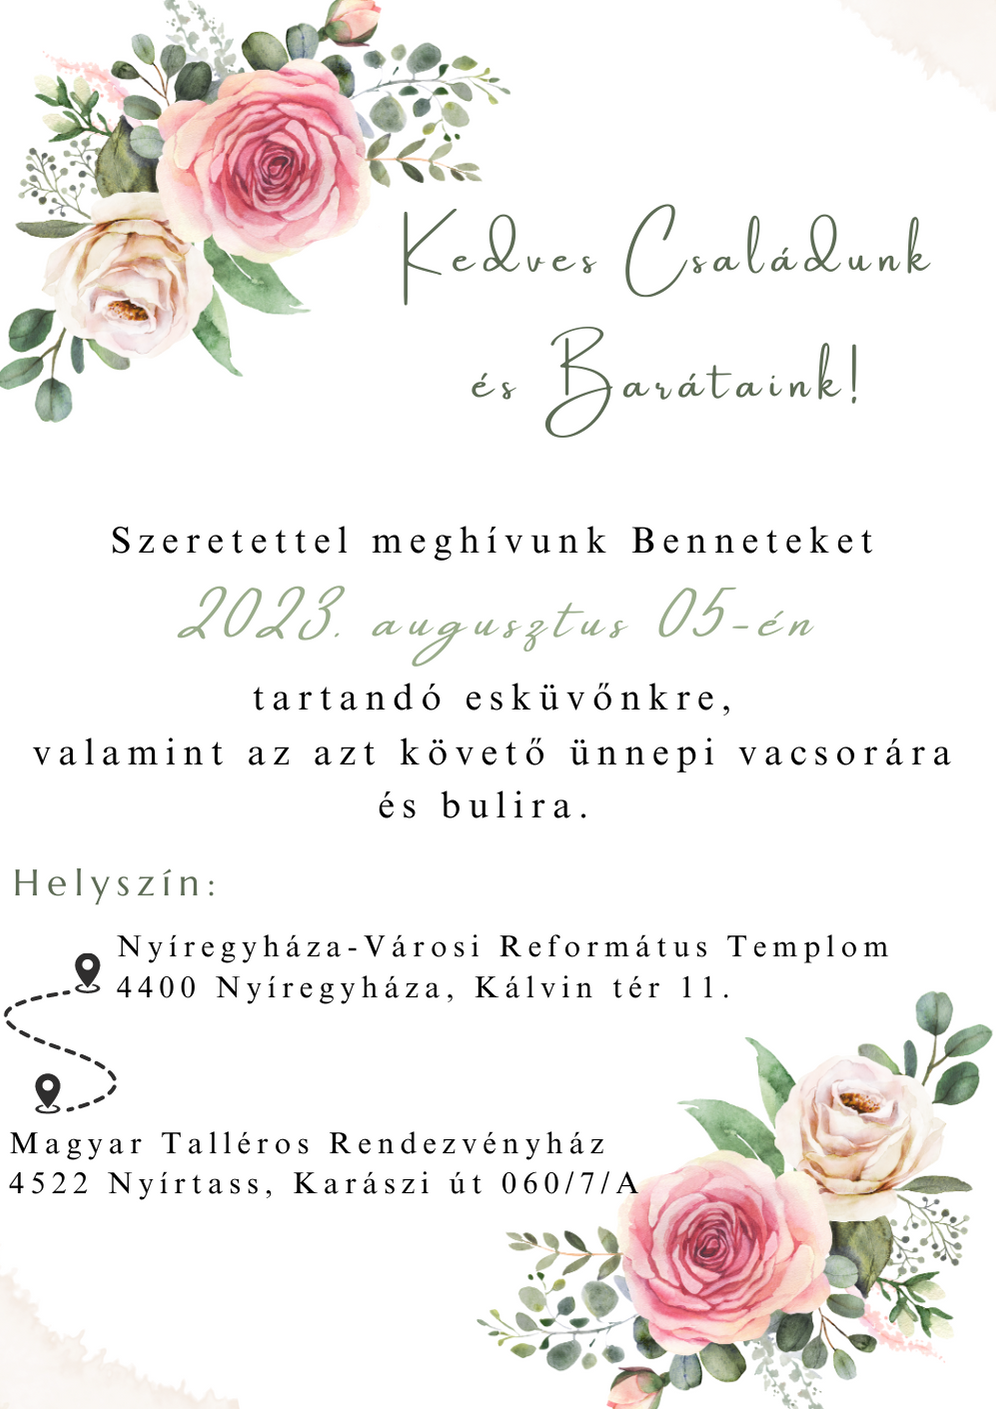 Kedves Családunk
és Barátaink!
Szeretettel meghívunk Benneteket
2023. augusztus 05-én
tartandó esküvőnkre,
valamint az azt követő ünnepi vacsorára
és bulira.
Helyszín:
Nyíregyháza-Városi Református Templom
4400 Nyíregyháza, Kálvin tér 11.
Magyar Talléros Rendezvényház
4522 Nyírtass, Karászi út 060/7/A